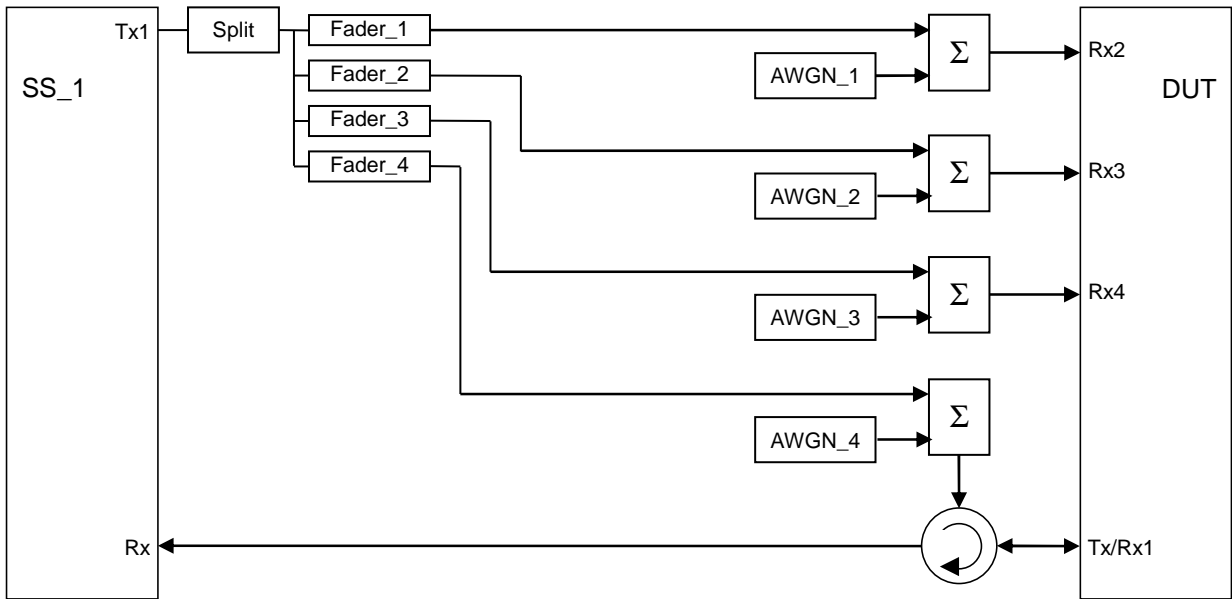 Tx1
Split
Fader_1
Σ
Rx2
SS_1
Fader_2
AWGN_1
DUT
Fader_3
Fader_4
Σ
Rx3
AWGN_2
Σ
Rx4
AWGN_3
Σ
AWGN_4
Rx
Tx/Rx1